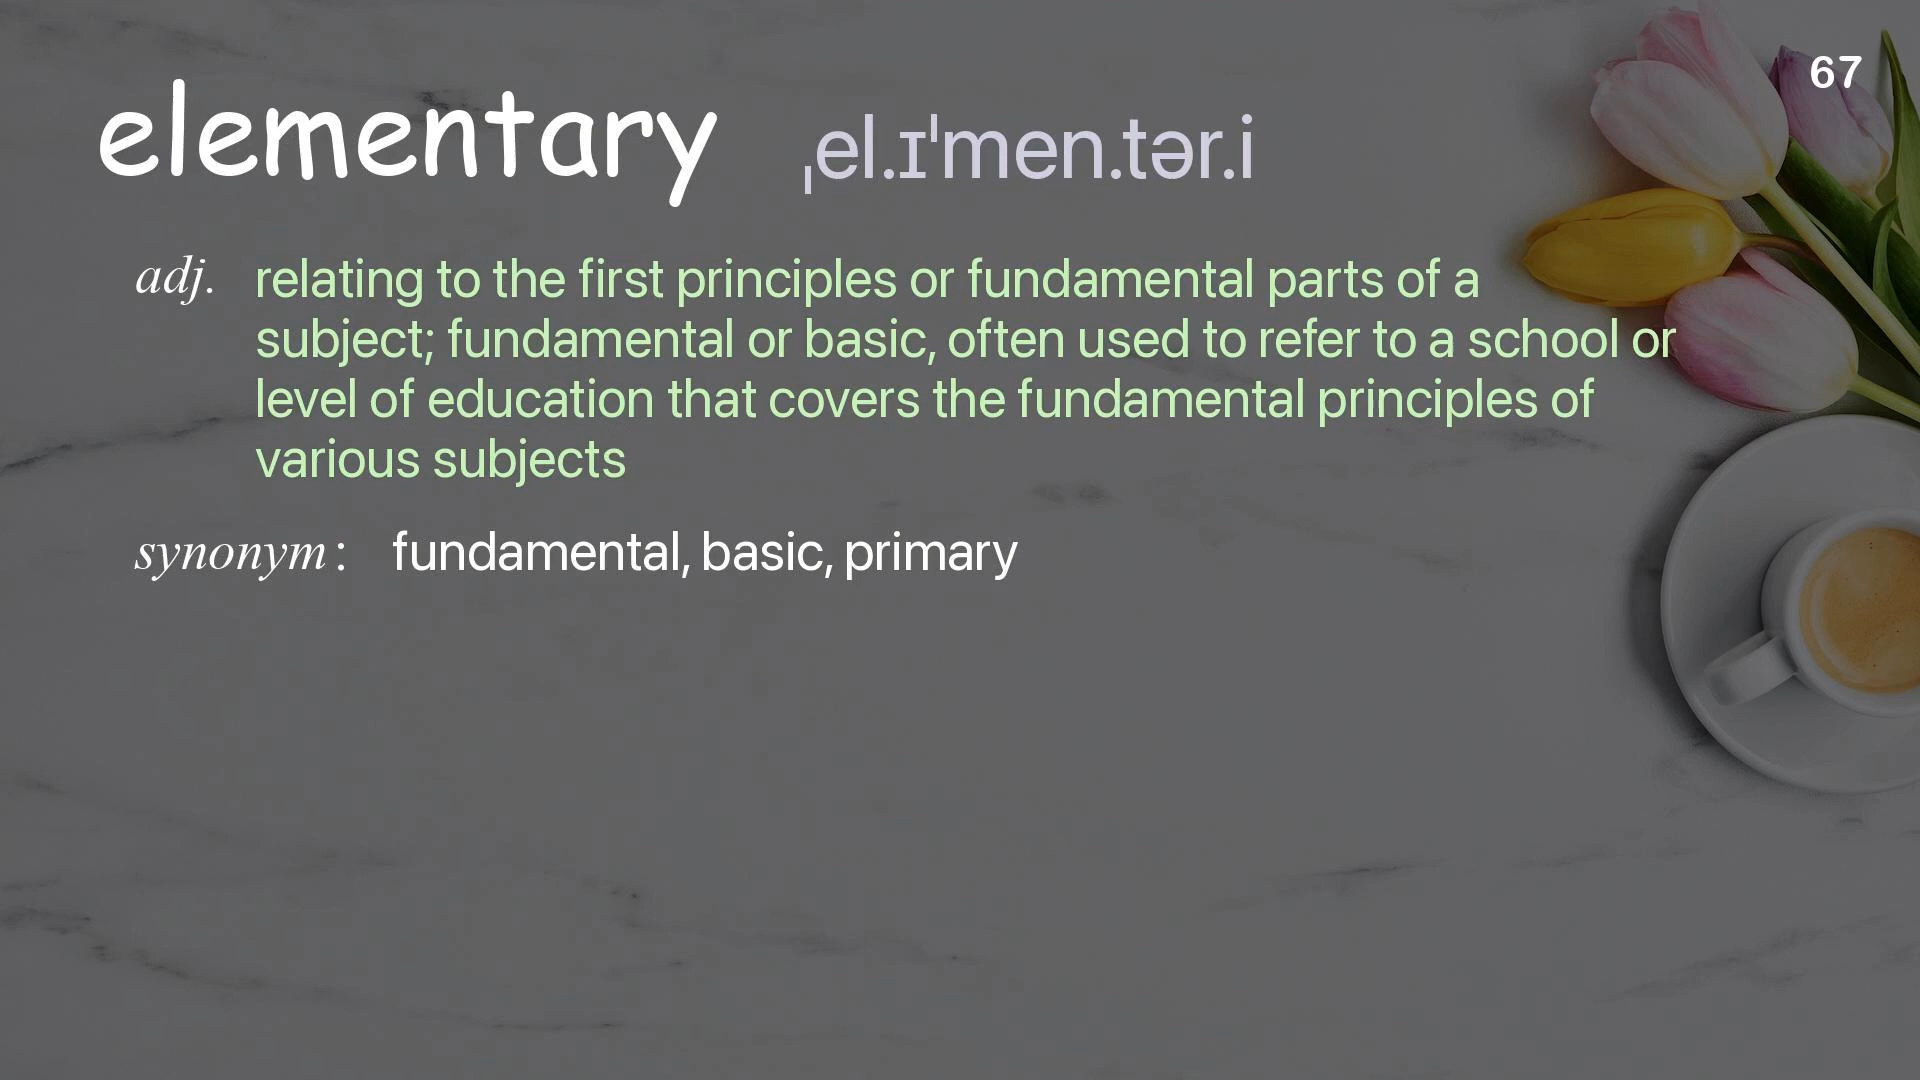 67
elementary ˌel.ɪˈmen.tər.i
adj. relating to the first principles or fundamental parts of a
subject; fundamental or basic, often used to refer to a school or
level of education that covers the fundamental principles of
various subjects
synonym : fundamental, basic, primary